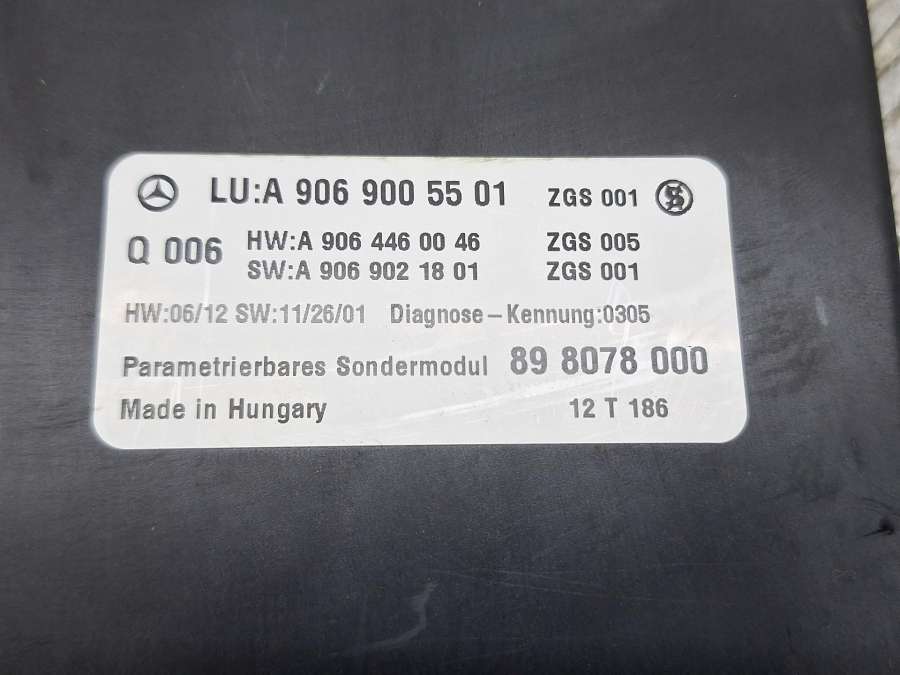 LU:A 906 900 55 01 ZGS 001
Q 006 HW:A 906 446 00 46 ZGS 005
SW:A 906 902 18 01 ZGS 001
HW:06/12 SW:11/26/01 Diagnose-Kennung:0305
Parametrierbares Sondermodul 89 8078 000
Made in Hungary 12 T 186